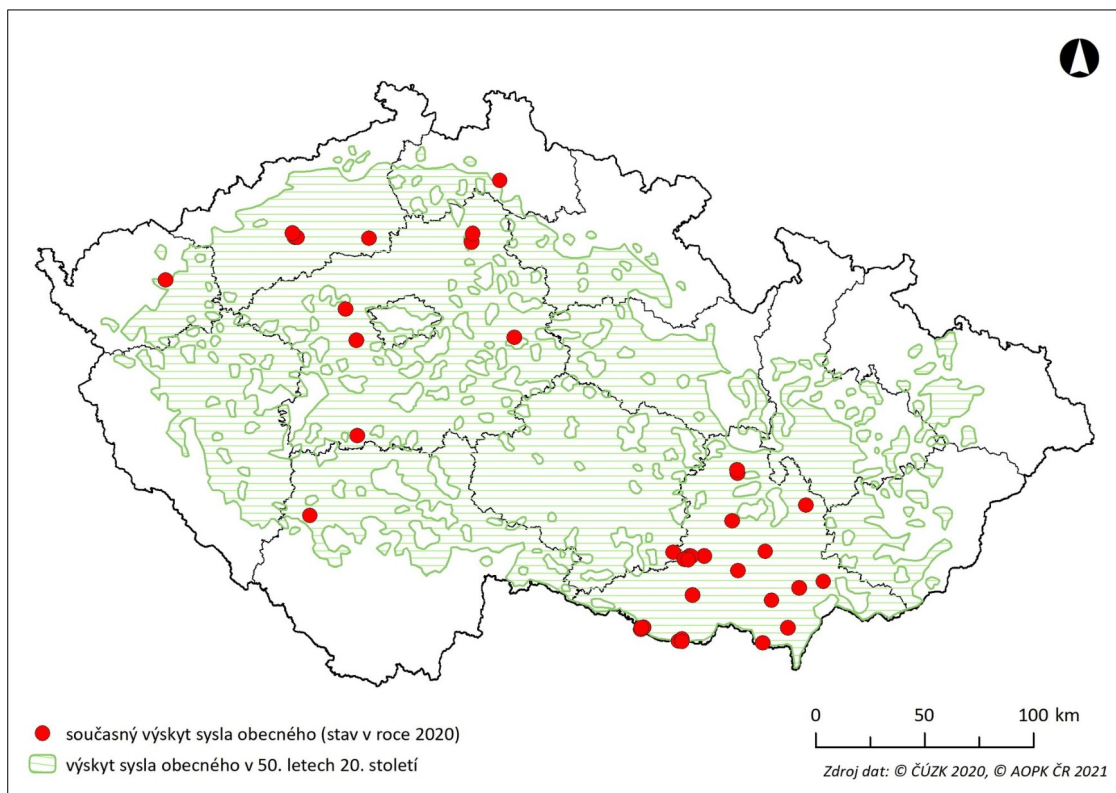 současný výskyt sysla obecného (stav v roce 2020)
výskyt sysla obecného v 50. letech 20. století
0 50 100 km
Zdroj dat: © ČÚZK 2020, © AOPK ČR 2021